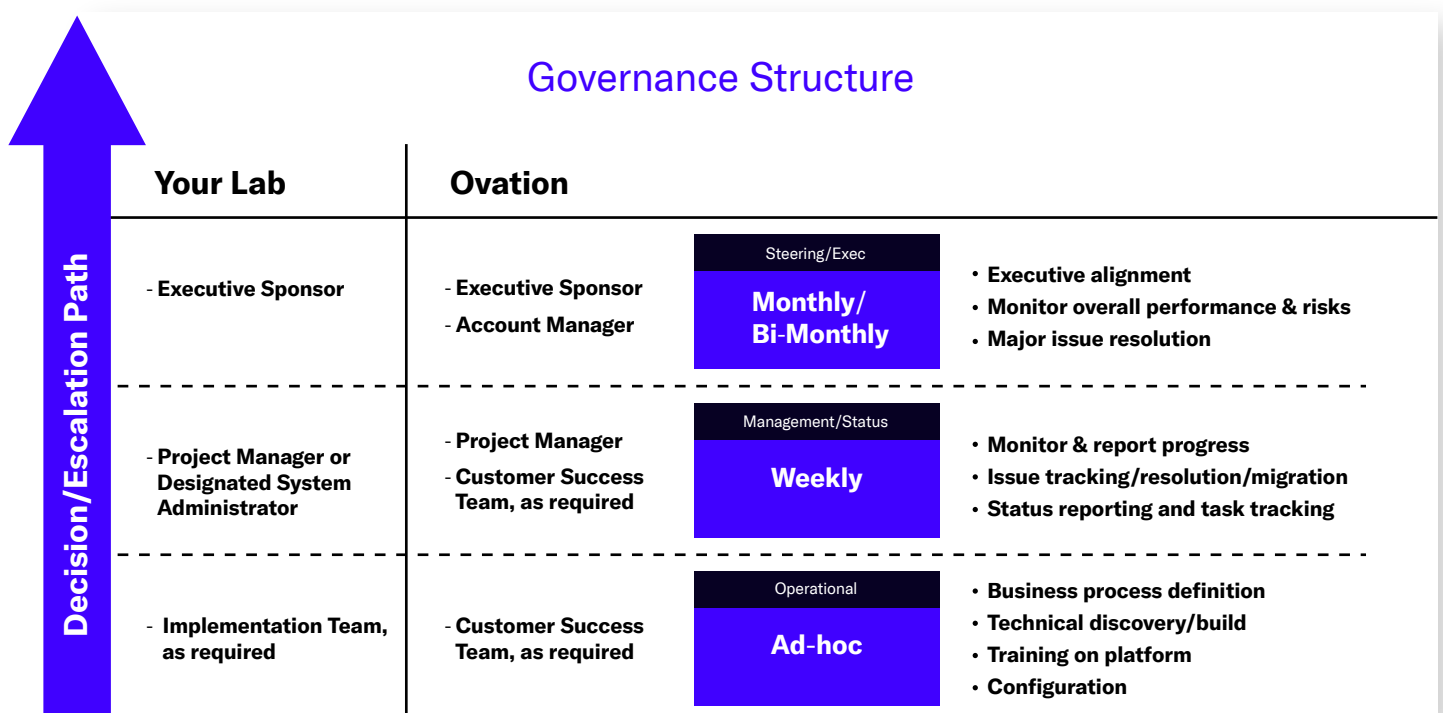 Governance Structure
Decision/Escalation Path
Your Lab
Ovation
- Executive Sponsor
- Executive Sponsor
- Account Manager
Steering/Exec
Monthly/
Bi-Monthly
• Executive alignment
• Monitor overall performance & risks
• Major issue resolution
- Project Manager or
Designated System
Administrator
- Project Manager
- Customer Success
Team, as required
Management/Status
Weekly
• Monitor & report progress
• Issue tracking/resolution/migration
• Status reporting and task tracking
- Implementation Team,
as required
- Customer Success
Team, as required
Operational
Ad-hoc
• Business process definition
• Technical discovery/build
• Training on platform
• Configuration